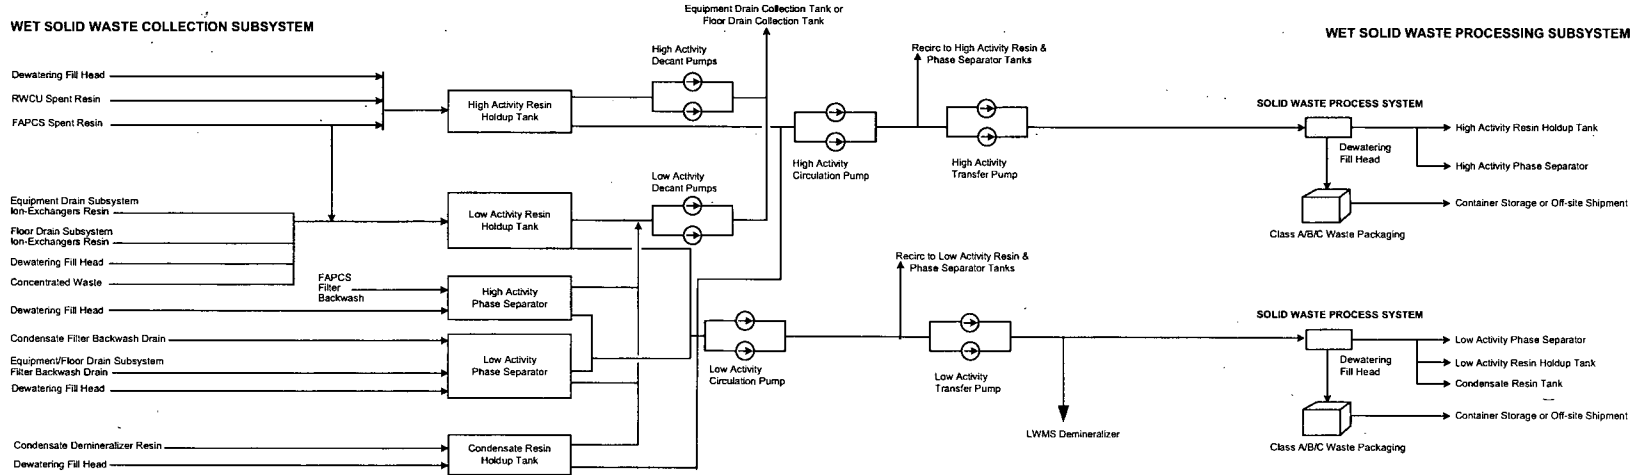 Equipment Drain Collection Tank or
Floor Drain Collection Tank
WET SOLID WASTE COLLECTION SUBSYSTEM
WET SOLID WASTE PROCESSING SUBSYSTEM
High Activity
Decant Pumps
Recirc to High Activity Resin &
Phase Separator Tanks
Dewatering Fill Head
RWCU Spent Resin
FAPCS Spent Resin
High Activity Resin
Holdup Tank
SOLID WASTE PROCESS SYSTEM
High Activity Resin Holdup Tank
Dewatering
Fill Head
High Activity
Circulation Pump
High Activity
Transfer Pump
High Activity Phase Separator
Low Activity
Decant Pumps
Equipment Drain Subsystem
Ion-Exchangers Resin
Low Activity Resin
Holdup Tank
Container Storage or Off-site Shipment
Floor Drain Subsystem
Ion-Exchangers Resin
Class A/B/C Waste Packaging
Dewatering Fill Head
Recirc to Low Activity Resin &
Phase Separator Tanks
Concentrated Waste
FAPCS
Filter
Backwash
High Activity
Phase Separator
Dewatering Fill Head
SOLID WASTE PROCESS SYSTEM
Condensate Filter Backwash Drain
Low Activity Phase Separator
Equipment/Floor Drain Subsystem
Filter Backwash Drain
Low Activity
Phase Separator
Dewatering
Fill Head
Low Activity Resin Holdup Tank
Low Activity
Circulation Pump
Low Activity
Transfer Pump
Condensate Resin Tank
Dewatering Fill Head
Container Storage or Off-site Shipment
LWMS Demineralizer
Class A/B/C Waste Packaging
Condensate Demineralizer Resin
Condensate Resin
Holdup Tank
Dewatering Fill Head